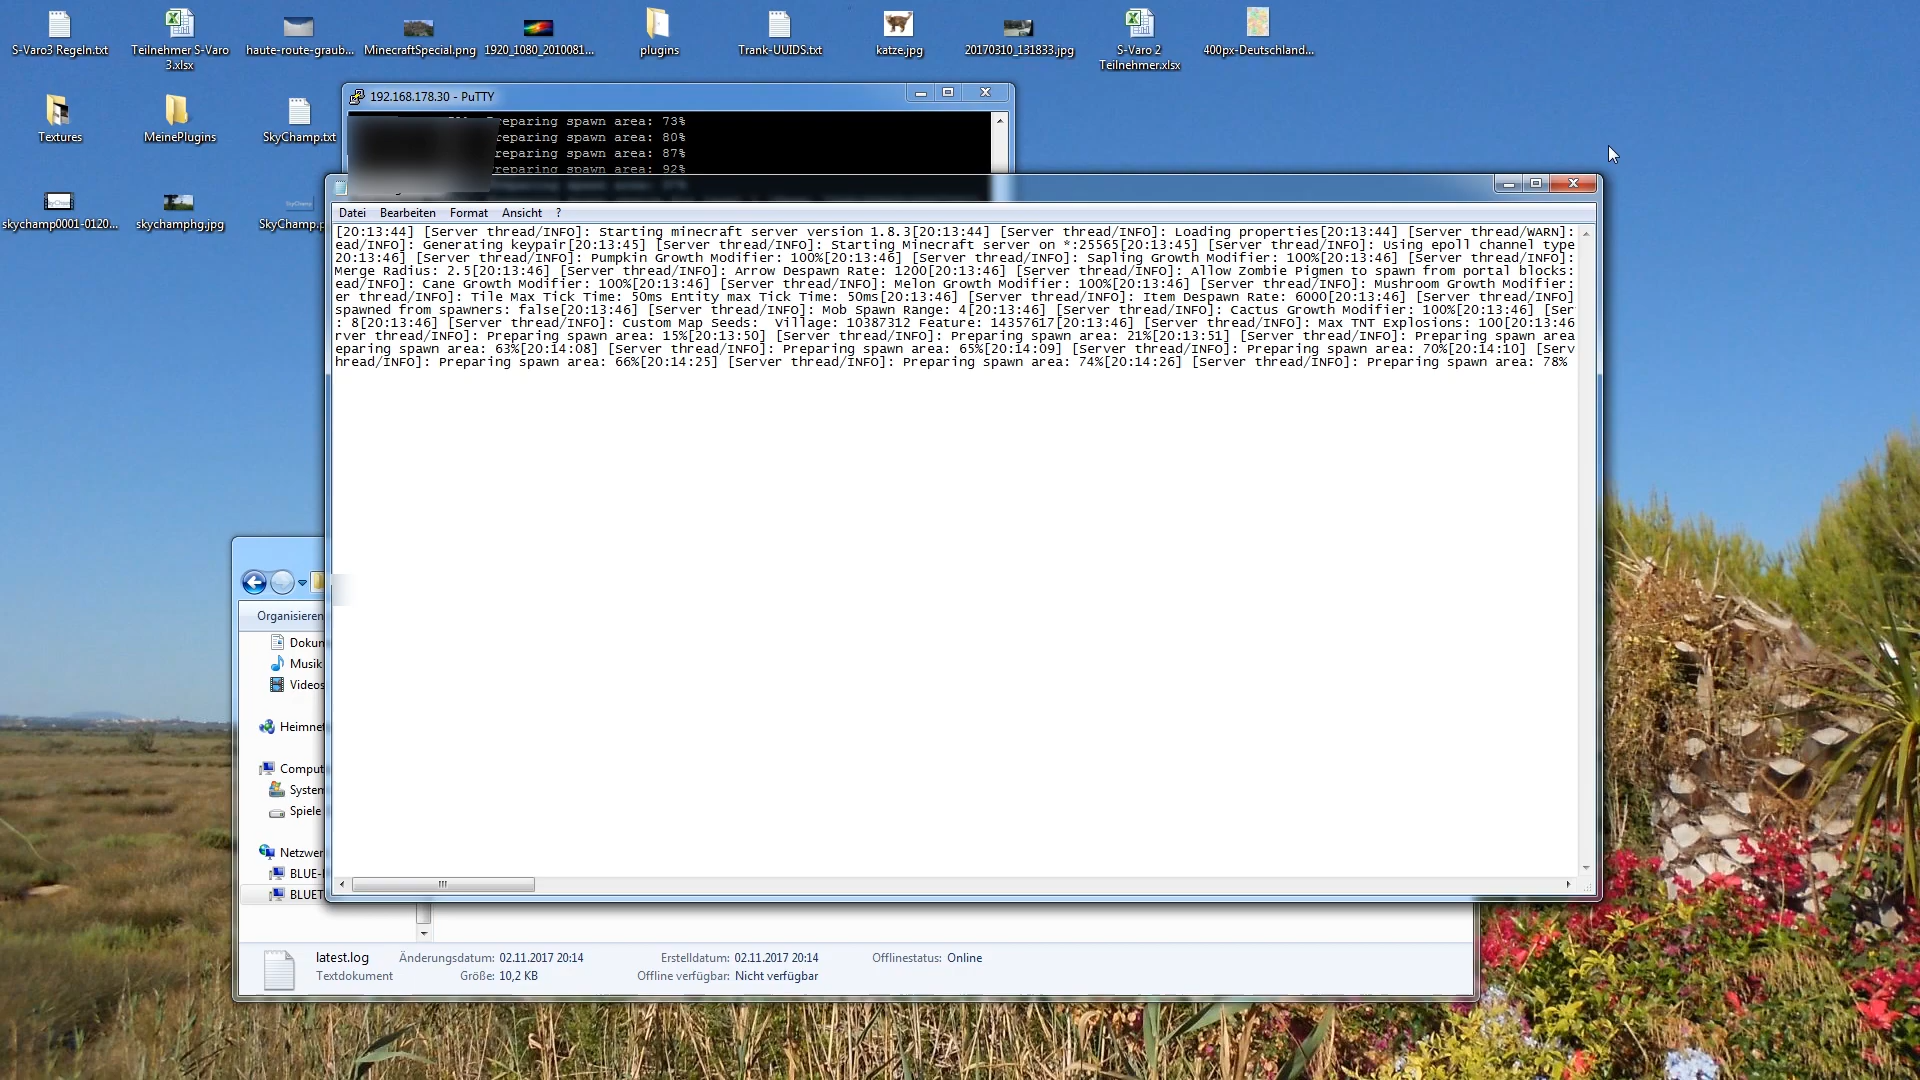 S-Varo3 Regeln.txt
Teilnehmer S-Varo 3.xlsx
haute-route-graub...
MinecraftSpecial.png
1920_1080_2010081...
plugins
Trank-UUIDS.txt
katze.jpg
20170310_131833.jpg
S-Varo 2 Teilnehmer.xlsx
400px-Deutschland...
Textures
MeinePlugins
SkyChamp.txt
skychamp0001-0120...
skychamphg.jpg
SkyChamp.p
192.168.178.30 - PuTTY
reparing spawn area: 73%
reparing spawn area: 80%
reparing spawn area: 87%
reparing spawn area: 92%
Datei Bearbeiten Format Ansicht ?
[20:13:44] [Server thread/INFO]: Starting minecraft server version 1.8.3[20:13:44] [Server thread/INFO]: Loading properties[20:13:44] [Server thread/WARN]:
ead/INFO]: Generating keypair[20:13:45] [Server thread/INFO]: Starting Minecraft server on *:25565[20:13:45] [Server thread/INFO]: Using epoll channel type
20:13:46] [Server thread/INFO]: Pumpkin Growth Modifier: 100%[20:13:46] [Server thread/INFO]: Sapling Growth Modifier: 100%[20:13:46] [Server thread/INFO]:
Merge Radius: 2.5[20:13:46] [Server thread/INFO]: Arrow Despawn Rate: 1200[20:13:46] [Server thread/INFO]: Allow Zombie Pigmen to spawn from portal blocks:
ead/INFO]: Cane Growth Modifier: 100%[20:13:46] [Server thread/INFO]: Melon Growth Modifier: 100%[20:13:46] [Server thread/INFO]: Mushroom Growth Modifier:
er thread/INFO]: Tile Max Tick Time: 50ms Entity max Tick Time: 50ms[20:13:46] [Server thread/INFO]: Item Despawn Rate: 6000[20:13:46] [Server thread/INFO]
spawned from spawners: false[20:13:46] [Server thread/INFO]: Mob Spawn Range: 4[20:13:46] [Server thread/INFO]: Cactus Growth Modifier: 100%[20:13:46] [Ser
: 8[20:13:46] [Server thread/INFO]: Custom Map Seeds:  Village: 10387312 Feature: 14357617[20:13:46] [Server thread/INFO]: Max TNT Explosions: 100[20:13:46
rver thread/INFO]: Preparing spawn area: 15%[20:13:50] [Server thread/INFO]: Preparing spawn area: 21%[20:13:51] [Server thread/INFO]: Preparing spawn area
eparing spawn area: 63%[20:14:08] [Server thread/INFO]: Preparing spawn area: 65%[20:14:09] [Server thread/INFO]: Preparing spawn area: 70%[20:14:10] [Serv
hread/INFO]: Preparing spawn area: 66%[20:14:25] [Server thread/INFO]: Preparing spawn area: 74%[20:14:26] [Server thread/INFO]: Preparing spawn area: 78%
Organisieren
Dokun
Musik
Videos
Heimnet
Comput
System
Spiele
Netzwer
BLUE-
BLUET
latest.log Änderungsdatum: 02.11.2017 20:14 Erstelldatum: 02.11.2017 20:14 Offlinestatus: Online
Textdokument Größe: 10,2 KB Offline verfügbar: Nicht verfügbar